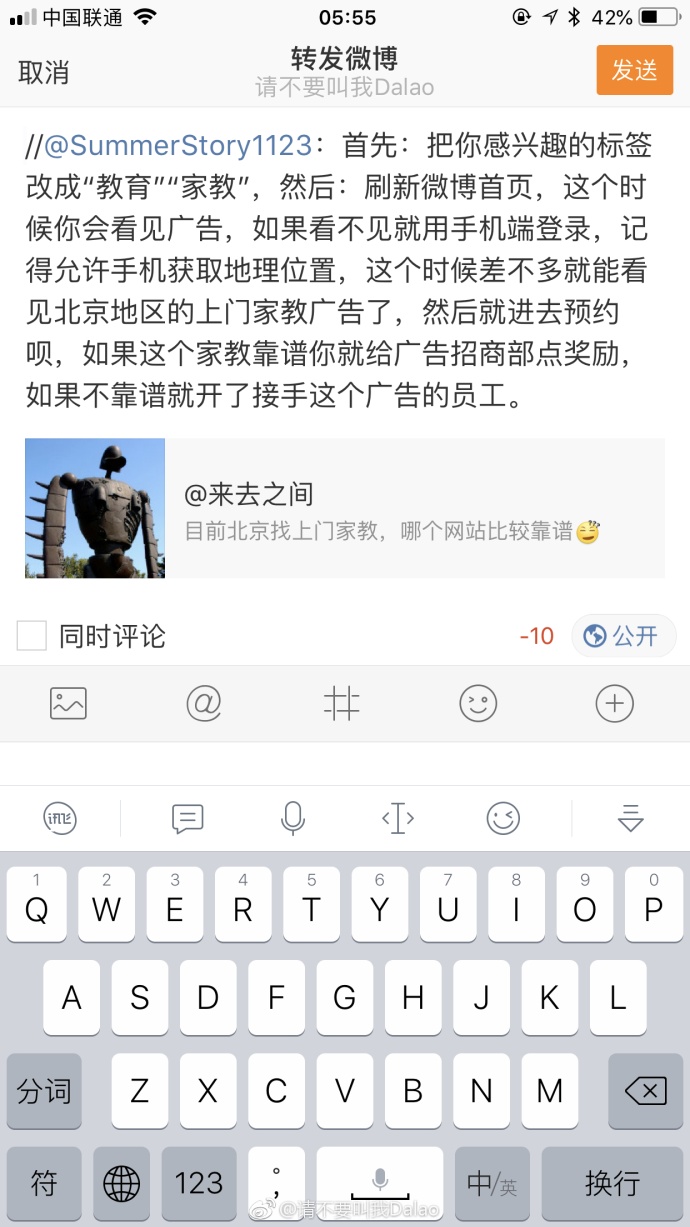 中国联通 05:55 42%
取消 转发微博 发送
请不要叫我Dalao
//@SummerStory1123：首先：把你感兴趣的标签
改成“教育”“家教”，然后：刷新微博首页，这个时
候你会看见广告，如果看不见就用手机端登录，记
得允许手机获取地理位置，这个时候差不多就能看
见北京地区的上门家教广告了，然后就进去预约
呗，如果这个家教靠谱你就给广告招商部点奖励，
如果不靠谱就开了接手这个广告的员工。
@来去之间
目前北京找上门家教，哪个网站比较靠谱
同时评论 -10 公开
iFLY
1 2 3 4 5 6 7 8 9 0
Q W E R T Y U I O P
A S D F G H J K L
分词 Z X C V B N M
符 123 。， 中/英 换行
@请不要叫我Dalao